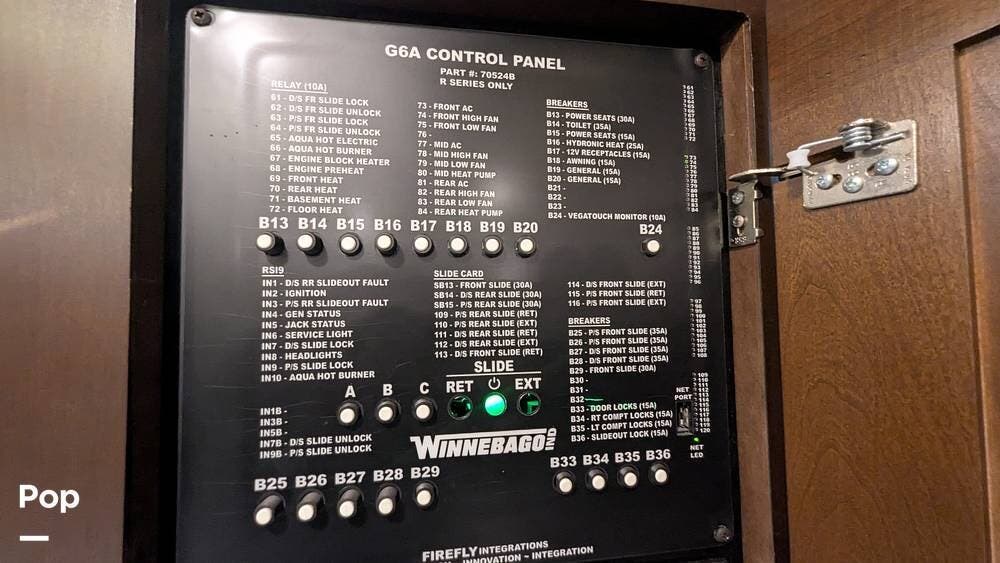 G6A CONTROL PANEL
PART #: 70524B
R SERIES ONLY
RELAY (10A)
61 - D/S FR SLIDE LOCK
62 - D/S FR SLIDE UNLOCK
63 - P/S FR SLIDE LOCK
64 - P/S FR SLIDE UNLOCK
65 - AQUA HOT ELECTRIC
66 - AQUA HOT BURNER
67 - ENGINE BLOCK HEATER
68 - ENGINE PREHEAT
69 - FRONT HEAT
70 - REAR HEAT
71 - BASEMENT HEAT
72 - FLOOR HEAT
73 - FRONT AC
74 - FRONT HIGH FAN
75 - FRONT LOW FAN
76 -
77 - MID AC
78 - MID HIGH FAN
79 - MID LOW FAN
80 - MID HEAT PUMP
81 - REAR AC
82 - REAR HIGH FAN
83 - REAR LOW FAN
84 - REAR HEAT PUMP
BREAKERS
B13 - POWER SEATS (30A)
B14 - TOILET (35A)
B15 - POWER SEATS (15A)
B16 - HYDRONIC HEAT (25A)
B17 - 12V RECEPTACLES (15A)
B18 - AWNING (15A)
B19 - GENERAL (15A)
B20 - GENERAL (15A)
B21 -
B22 -
B23 -
B24 - VEGATOUCH MONITOR (10A)
B13 B14 B15 B16 B17 B18 B19 B20 B24
RSI9
IN1 - D/S RR SLIDEOUT FAULT
IN2 - IGNITION
IN3 - P/S RR SLIDEOUT FAULT
IN4 - GEN STATUS
IN5 - JACK STATUS
IN6 - SERVICE LIGHT
IN7 - D/S SLIDE LOCK
IN8 - HEADLIGHTS
IN9 - P/S SLIDE LOCK
IN10 - AQUA HOT BURNER
IN1B -
IN3B -
IN5B -
IN7B - D/S SLIDE UNLOCK
IN9B - P/S SLIDE UNLOCK
SLIDE CARD
SB13 - FRONT SLIDE (30A)
SB14 - D/S REAR SLIDE (30A)
SB15 - P/S REAR SLIDE (30A)
109 - P/S REAR SLIDE (RET)
110 - P/S REAR SLIDE (EXT)
111 - D/S REAR SLIDE (RET)
112 - D/S REAR SLIDE (EXT)
113 - D/S FRONT SLIDE (RET)
114 - D/S FRONT SLIDE (EXT)
115 - P/S FRONT SLIDE (RET)
116 - P/S FRONT SLIDE (EXT)
BREAKERS
B25 - P/S FRONT SLIDE (35A)
B26 - P/S FRONT SLIDE (35A)
B27 - D/S FRONT SLIDE (35A)
B28 - D/S FRONT SLIDE (35A)
B29 - FRONT SLIDE (30A)
B30 -
B31 -
B32
B33 - DOOR LOCKS (15A)
B34 - RT COMPT LOCKS (15A)
B35 - LT COMPT LOCKS (15A)
B36 - SLIDEOUT LOCK (15A)
A B C
SLIDE
RET EXT
NET
PORT
NET
LED
WINNEBAGO IND
B25 B26 B27 B28 B29 B33 B34 B35 B36
FIREFLY INTEGRATIONS
INNOVATION ~ INTEGRATION
Pop